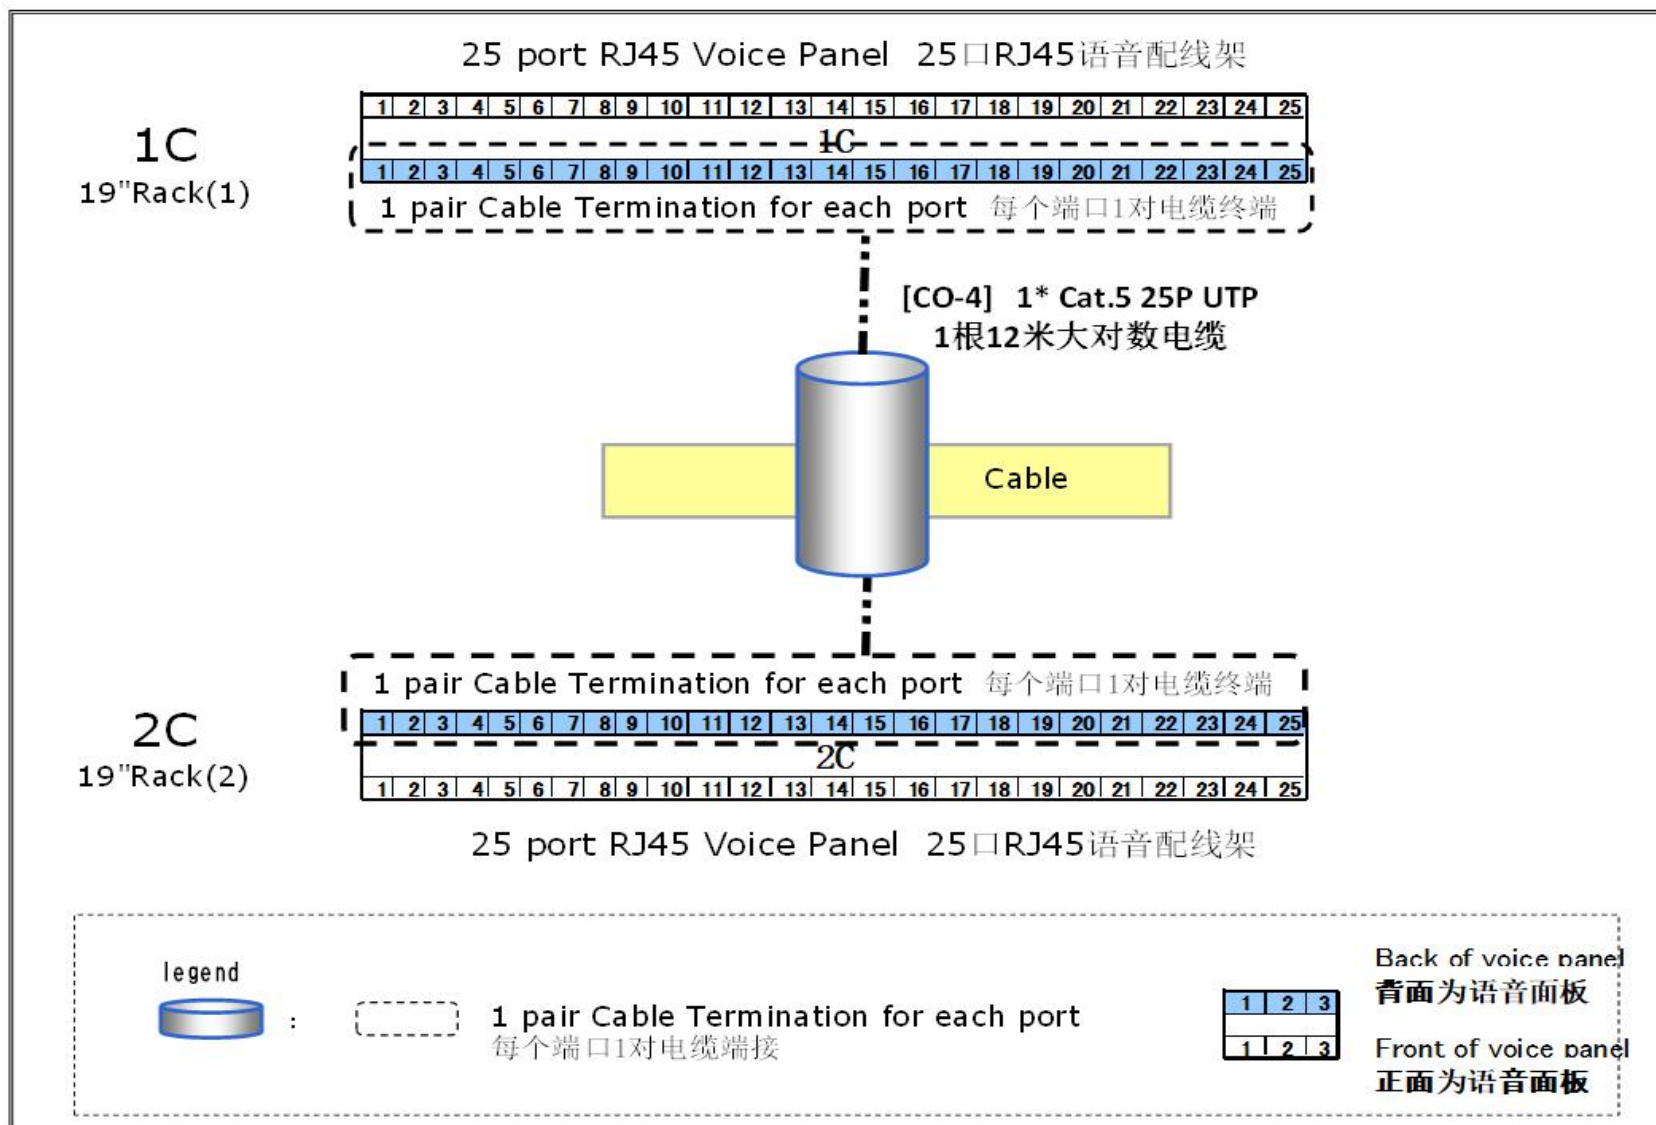 25 port RJ45 Voice Panel 25口RJ45语音配线架
1 2 3 4 5 6 7 8 9 10 11 12 13 14 15 16 17 18 19 20 21 22 23 24 25
1C
1C
19"Rack(1)
1 2 3 4 5 6 7 8 9 10 11 12 13 14 15 16 17 18 19 20 21 22 23 24 25
1 pair Cable Termination for each port 每个端口1对电缆终端
[CO-4] 1* Cat.5 25P UTP
1根12米大对数电缆
Cable
1 pair Cable Termination for each port 每个端口1对电缆终端
1 2 3 4 5 6 7 8 9 10 11 12 13 14 15 16 17 18 19 20 21 22 23 24 25
2C
2C
19"Rack(2)
1 2 3 4 5 6 7 8 9 10 11 12 13 14 15 16 17 18 19 20 21 22 23 24 25
25 port RJ45 Voice Panel 25口RJ45语音配线架
legend
:
1 pair Cable Termination for each port
每个端口1对电缆端接
1 2 3
1 2 3
Back of voice panel
背面为语音面板
Front of voice panel
正面为语音面板